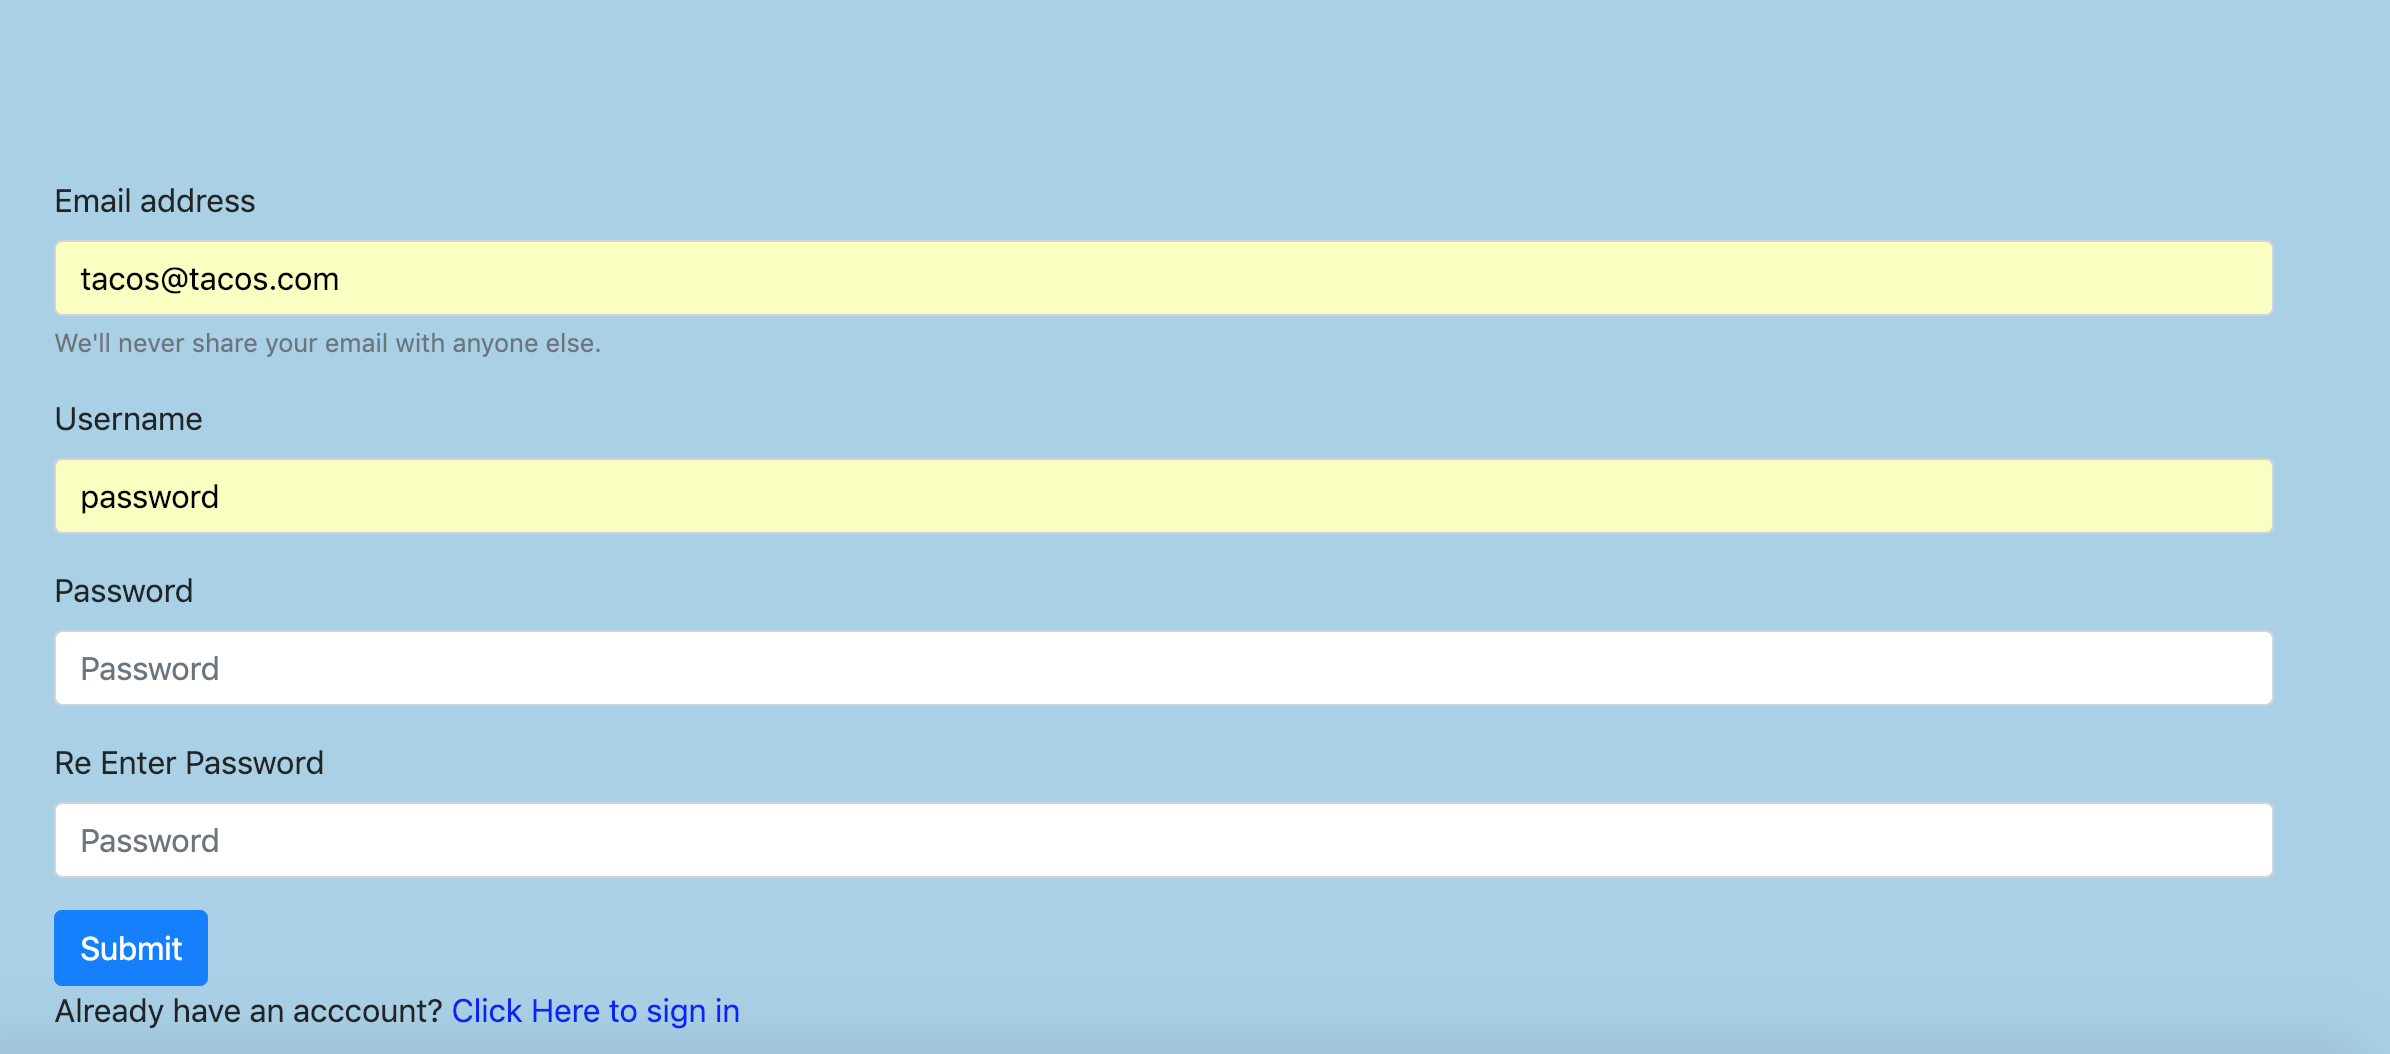 Email address
tacos@tacos.com
We'll never share your email with anyone else.
Username
password
Password
Password
Re Enter Password
Password
Submit
Already have an acccount? Click Here to sign in